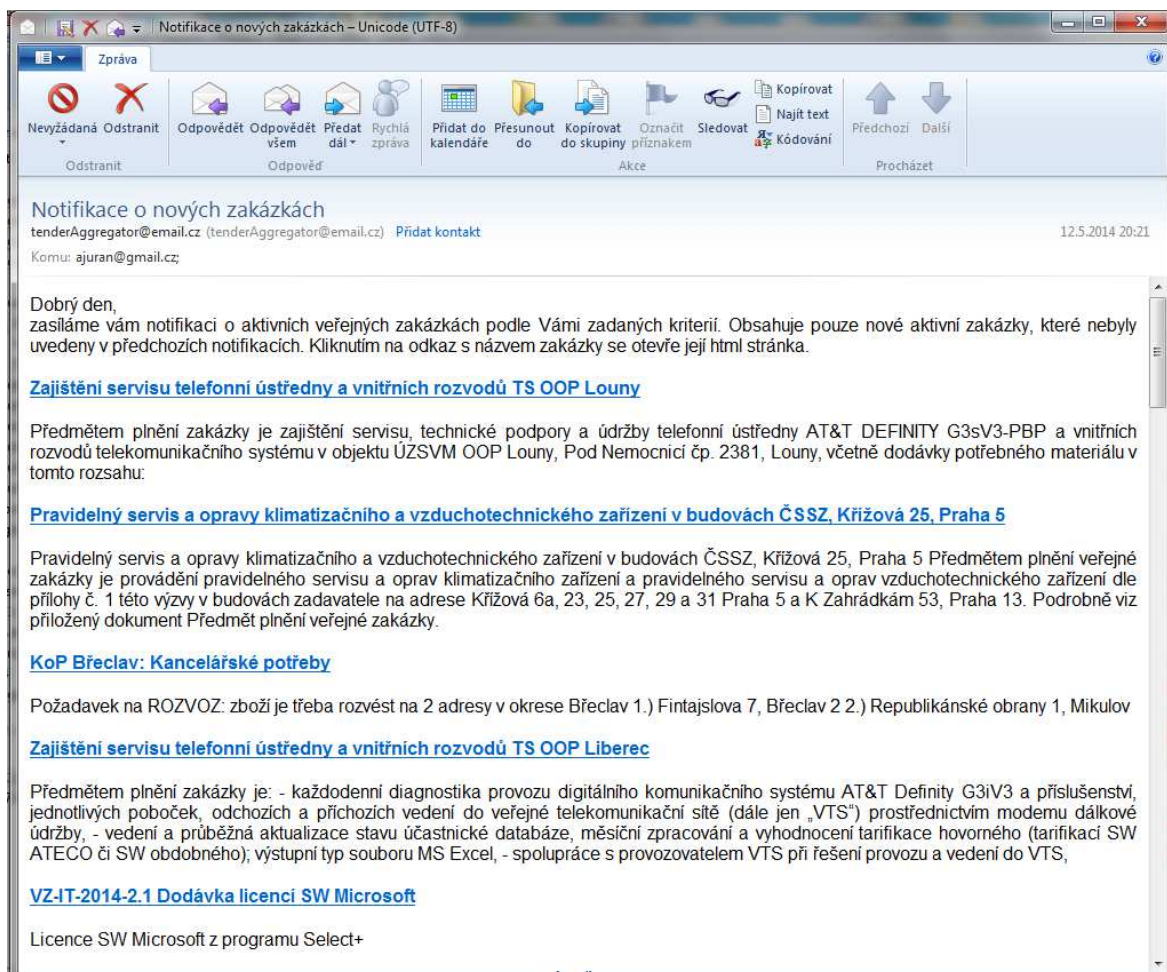 Notifikace o nových zakázkách – Unicode (UTF-8)
Zpráva
Nevyžádaná Odstranit Odpovědět Odpovědět všem Předat dál Rychlá zpráva Přidat do kalendáře Přesunout do Kopírovat do skupiny Označit příznakem Sledovat Kopírovat Najít text Kódování Předchozí Další
Odstranit Odpověď Akce Procházet
Notifikace o nových zakázkách
tenderAggregator@email.cz (tenderAggregator@email.cz) Přidat kontakt 12.5.2014 20:21
Komu: ajuran@gmail.cz;
Dobrý den,
zasíláme vám notifikaci o aktivních veřejných zakázkách podle Vámi zadaných kriterií. Obsahuje pouze nové aktivní zakázky, které nebyly
uvedeny v předchozích notifikacích. Kliknutím na odkaz s názvem zakázky se otevře její html stránka.
Zajištění servisu telefonní ústředny a vnitřních rozvodů TS OOP Louny
Předmětem plnění zakázky je zajištění servisu, technické podpory a údržby telefonní ústředny AT&T DEFINITY G3sV3-PBP a vnitřních
rozvodů telekomunikačního systému v objektu ÚZSVM OOP Louny, Pod Nemocnicí čp. 2381, Louny, včetně dodávky potřebného materiálu v
tomto rozsahu:
Pravidelný servis a opravy klimatizačního a vzduchotechnického zařízení v budovách ČSSZ, Křížová 25, Praha 5
Pravidelný servis a opravy klimatizačního a vzduchotechnického zařízení v budovách ČSSZ, Křížová 25, Praha 5 Předmětem plnění veřejné
zakázky je provádění pravidelného servisu a oprav klimatizačního zařízení a pravidelného servisu a oprav vzduchotechnického zařízení dle
přílohy č. 1 této výzvy v budovách zadavatele na adrese Křížová 6a, 23, 25, 27, 29 a 31 Praha 5 a K Zahrádkám 53, Praha 13. Podrobně viz
přiložený dokument Předmět plnění veřejné zakázky.
KoP Břeclav: Kancelářské potřeby
Požadavek na ROZVOZ: zboží je třeba rozvést na 2 adresy v okrese Břeclav 1.) Fintajslova 7, Břeclav 2 2.) Republikánské obrany 1, Mikulov
Zajištění servisu telefonní ústředny a vnitřních rozvodů TS OOP Liberec
Předmětem plnění zakázky je: - každodenní diagnostika provozu digitálního komunikačního systému AT&T Definity G3iV3 a příslušenství,
jednotlivých poboček, odchozích a příchozích vedení do veřejné telekomunikační sítě (dále jen „VTS“) prostřednictvím modemu dálkové
údržby, - vedení a průběžná aktualizace stavu účastnické databáze, měsíční zpracování a vyhodnocení tarifikace hovorného (tarifikací SW
ATECO či SW obdobného); výstupní typ souboru MS Excel, - spolupráce s provozovatelem VTS při řešení provozu a vedení do VTS,
VZ-IT-2014-2.1 Dodávka licencí SW Microsoft
Licence SW Microsoft z programu Select+